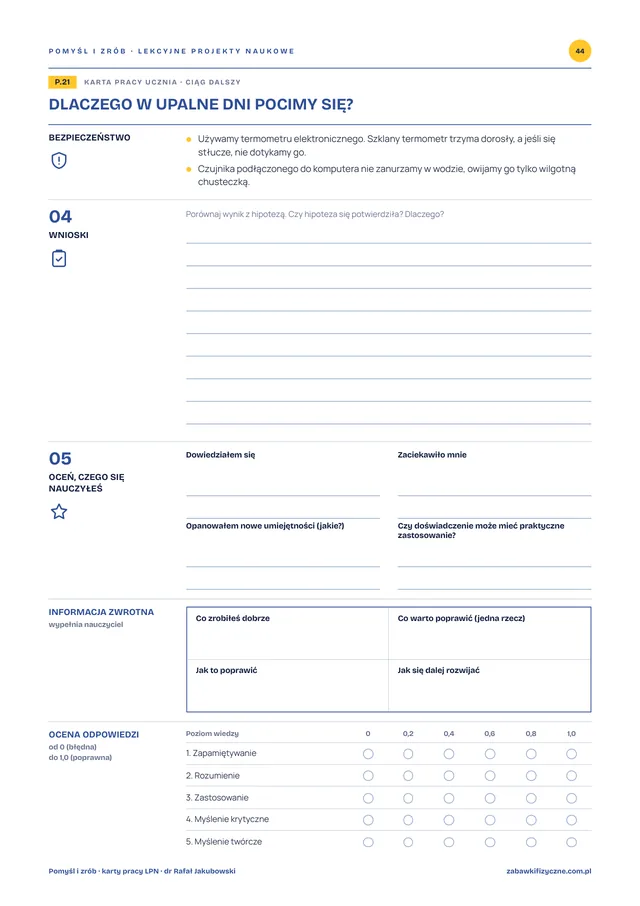 POMYŚL I ZRÓB · LEKCYJNE PROJEKTY NAUKOWE
44
P.21 KARTA PRACY UCZNIA · CIĄG DALSZY
DLACZEGO W UPALNE DNI POCIMY SIĘ?
BEZPIECZEŃSTWO
Używamy termometru elektronicznego. Szklany termometr trzyma dorosły, a jeśli się
stłucze, nie dotykamy go.
Czujnika podłączonego do komputera nie zanurzamy w wodzie, owijamy go tylko wilgotną
chusteczką.
04
WNIOSKI
Porównaj wynik z hipotezą. Czy hipoteza się potwierdziła? Dlaczego?
05
OCEŃ, CZEGO SIĘ
NAUCZYŁEŚ
Dowiedziałem się
Zaciekawiło mnie
Opanowałem nowe umiejętności (jakie?)
Czy doświadczenie może mieć praktyczne
zastosowanie?
INFORMACJA ZWROTNA
wypełnia nauczyciel
Co zrobiłeś dobrze
Co warto poprawić (jedna rzecz)
Jak to poprawić
Jak się dalej rozwijać
OCENA ODPOWIEDZI
od 0 (błędna)
do 1,0 (poprawna)
Poziom wiedzy 0 0,2 0,4 0,6 0,8 1,0
1. Zapamiętywanie
2. Rozumienie
3. Zastosowanie
4. Myślenie krytyczne
5. Myślenie twórcze
Pomyśl i zrób · karty pracy LPN · dr Rafał Jakubowski
zabawkifizyczne.com.pl